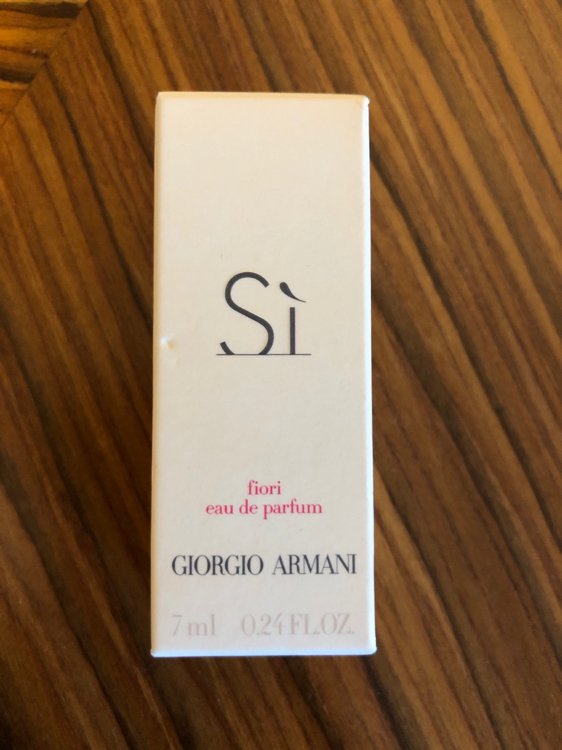 Sì
fiori
eau de parfum
GIORGIO ARMANI
7 ml 0.24 FL.OZ.